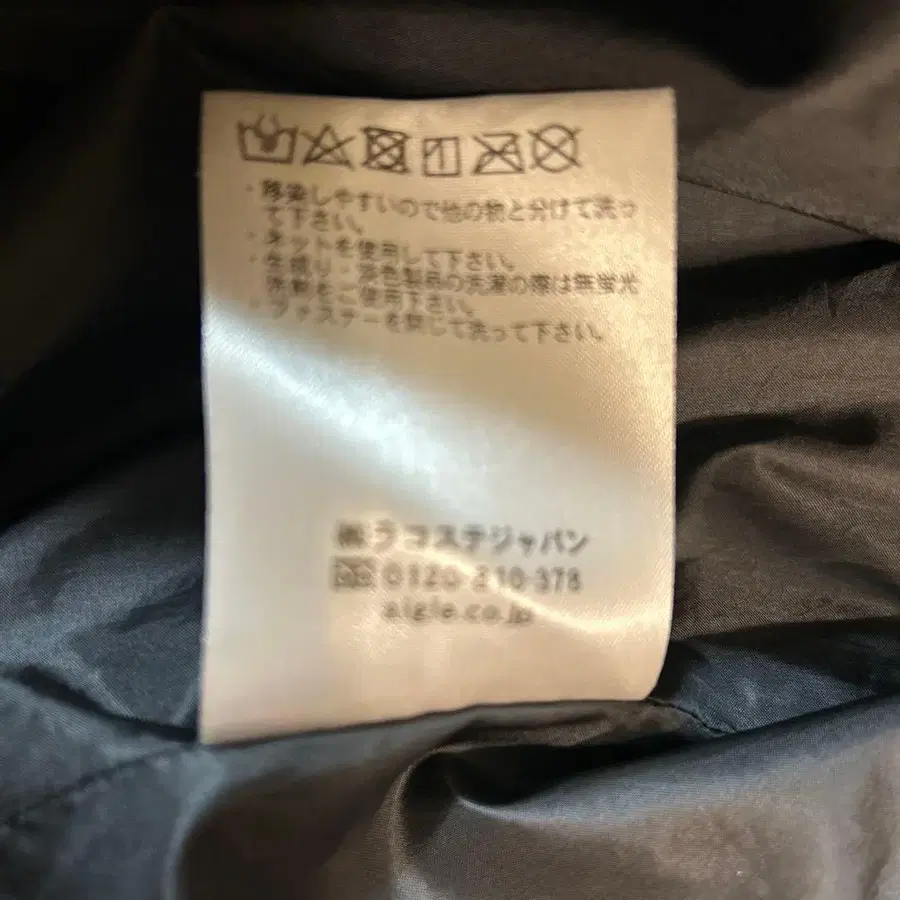 ・移染しやすいので他の物と分けて洗っ
て下さい。
・ネットを使用して下さい。
・生成り・淡色製品の洗濯の際は無蛍光
洗剤をご使用下さい。
・ファスナーを閉じて洗って下さい。
㈱ラコステジャパン
0120-210-378
aigle.co.jp